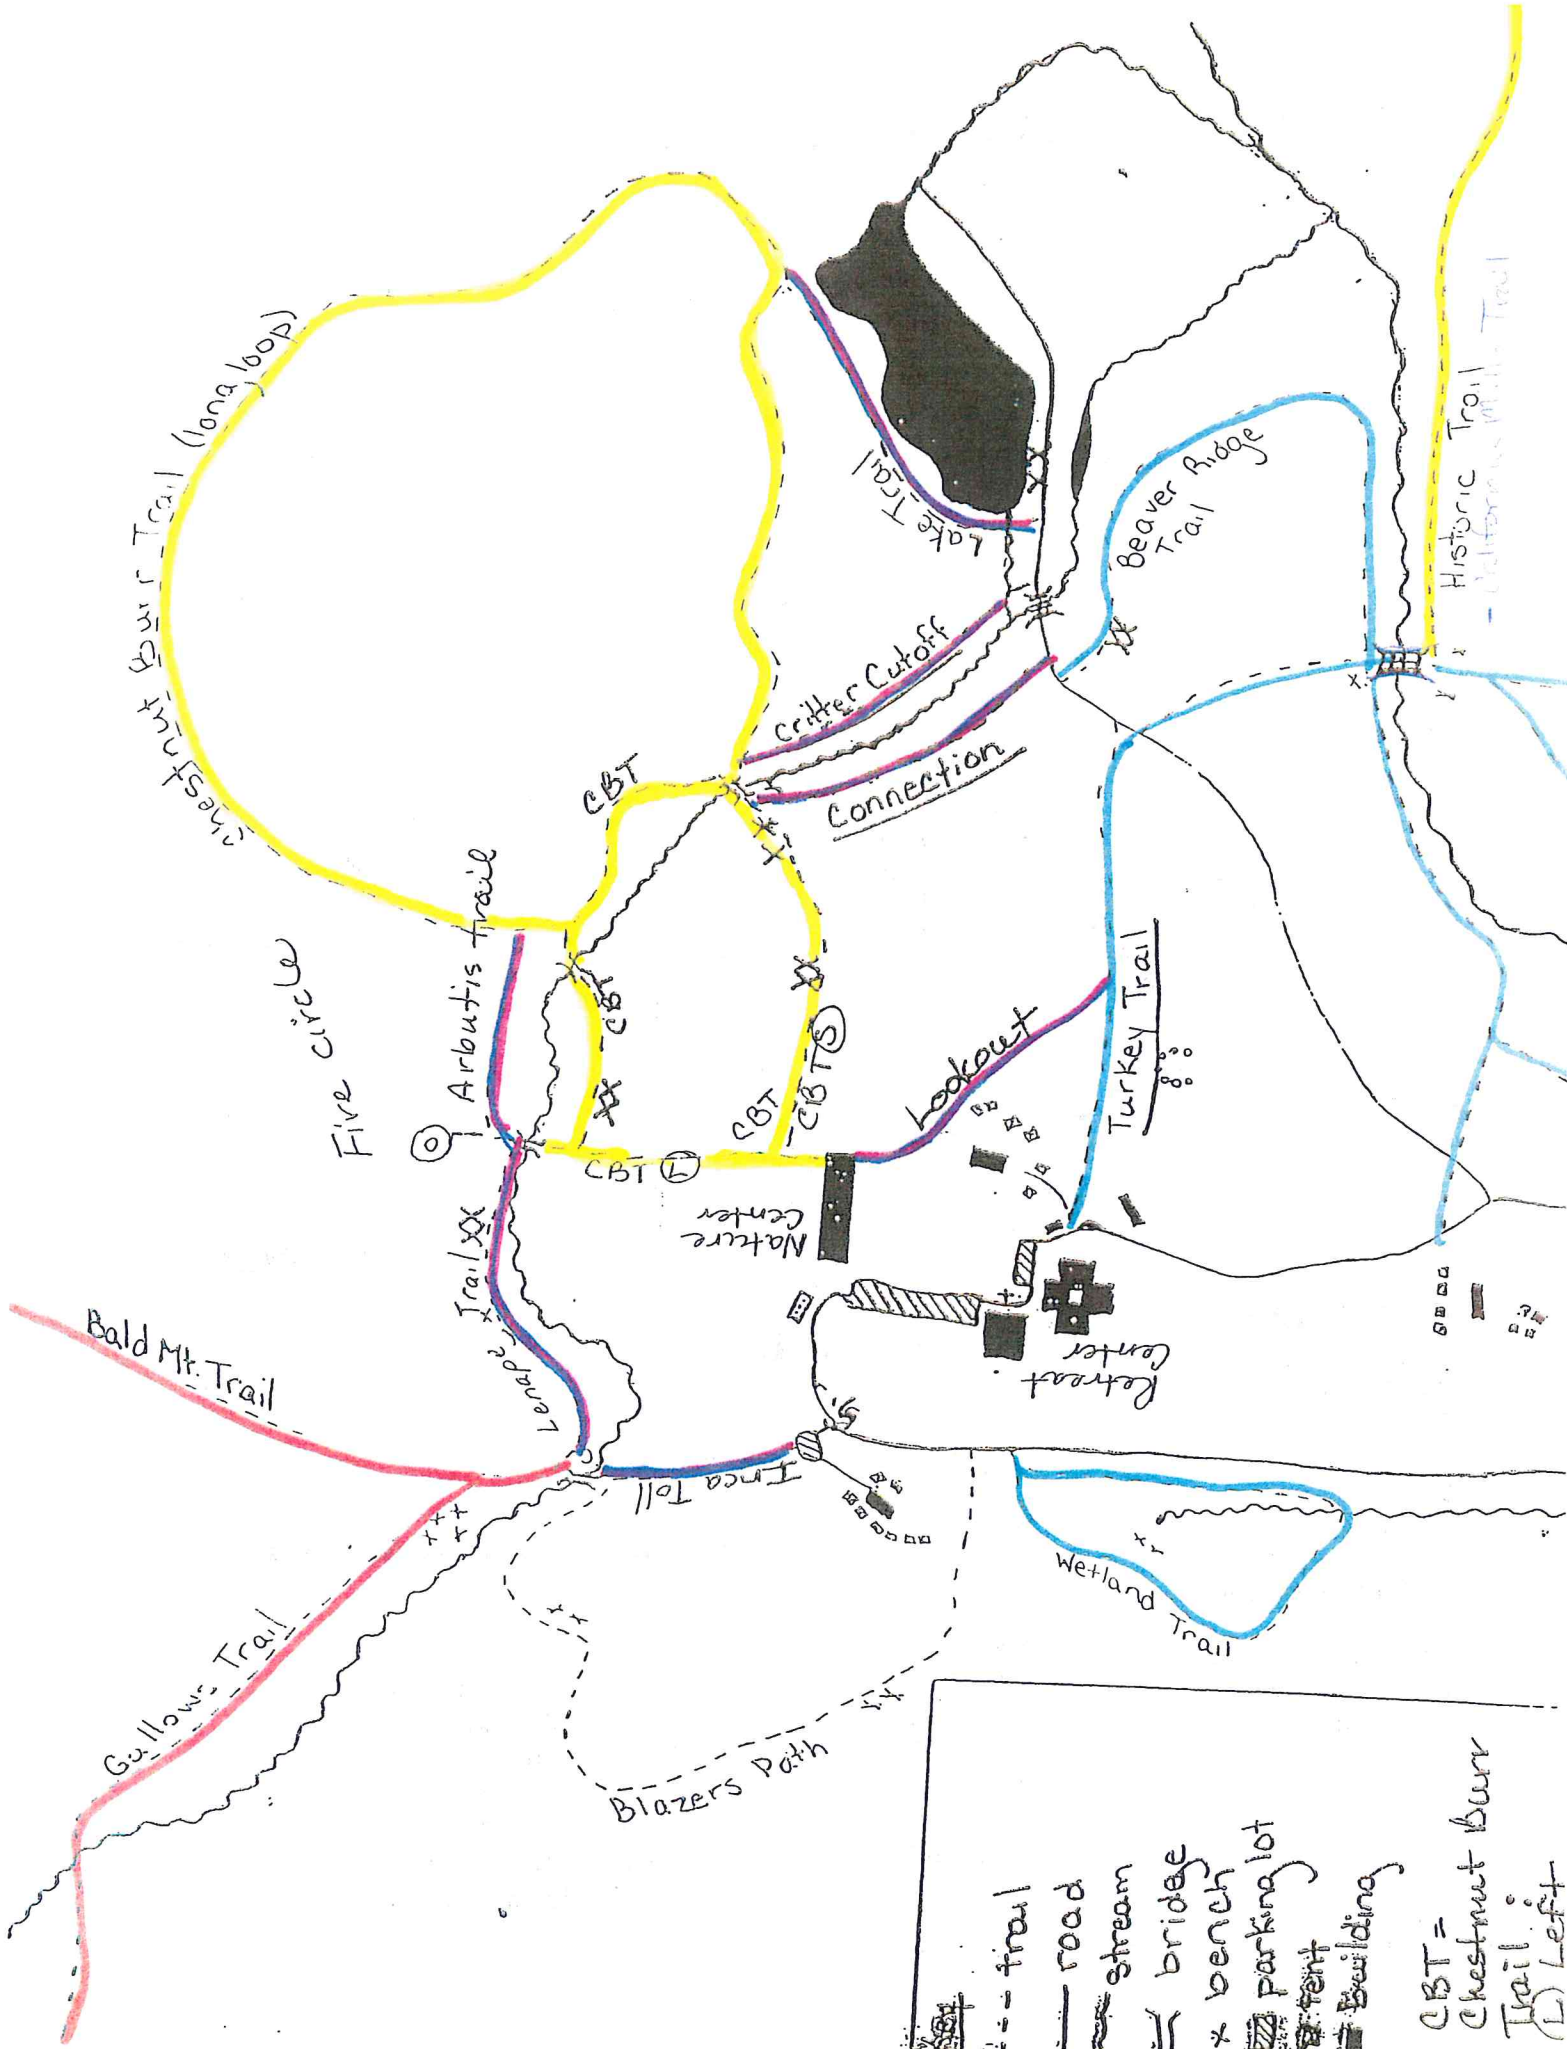 Chestnut Burr Trail (long loop)
Fire Circle
Arbutis trail
CBT
CBT
Critter Cutoff
Connection
Lake Trail
Beaver Ridge
Trail
Historic Trail
Trail
CBT L
CBT
CBT S
Lookout
Turkey Trail
Nature
Center
Retreat
Center
Bald Mt. Trail
Lenape Trail
Inca Toll
Gallows Trail
Blazers Path
Wetland
Trail
trail
road
stream
bridge
x bench
parking lot
tent
Building
CBT =
Chestnut Burr
Trail:
(L) Left